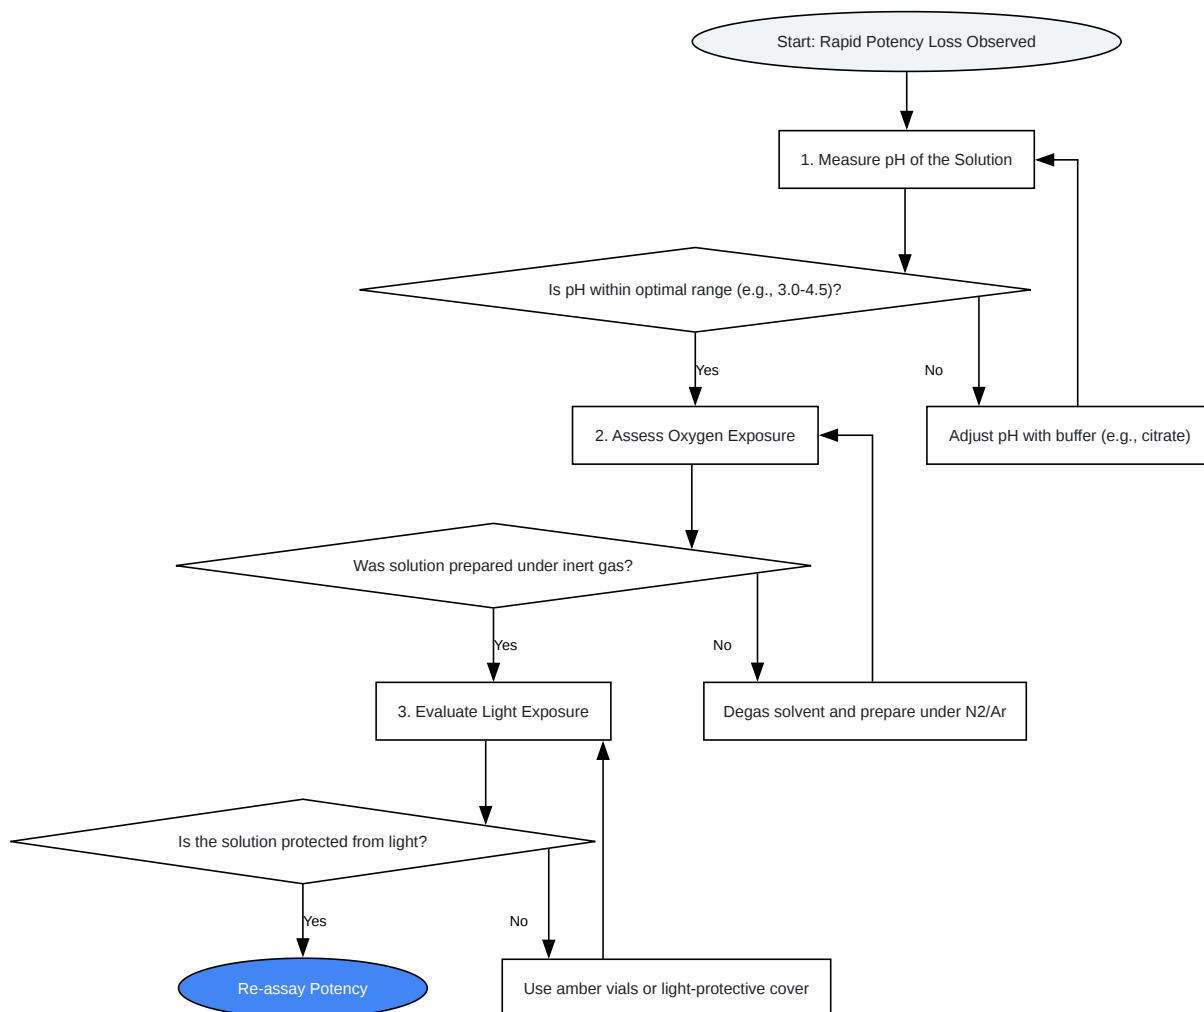 Start: Rapid Potency Loss Observed
1. Measure pH of the Solution
Is pH within optimal range (e.g., 3.0-4.5)?
Yes
No
2. Assess Oxygen Exposure
Adjust pH with buffer (e.g., citrate)
Was solution prepared under inert gas?
Yes
No
3. Evaluate Light Exposure
Degas solvent and prepare under N2/Ar
Is the solution protected from light?
Yes
No
Re-assay Potency
Use amber vials or light-protective cover